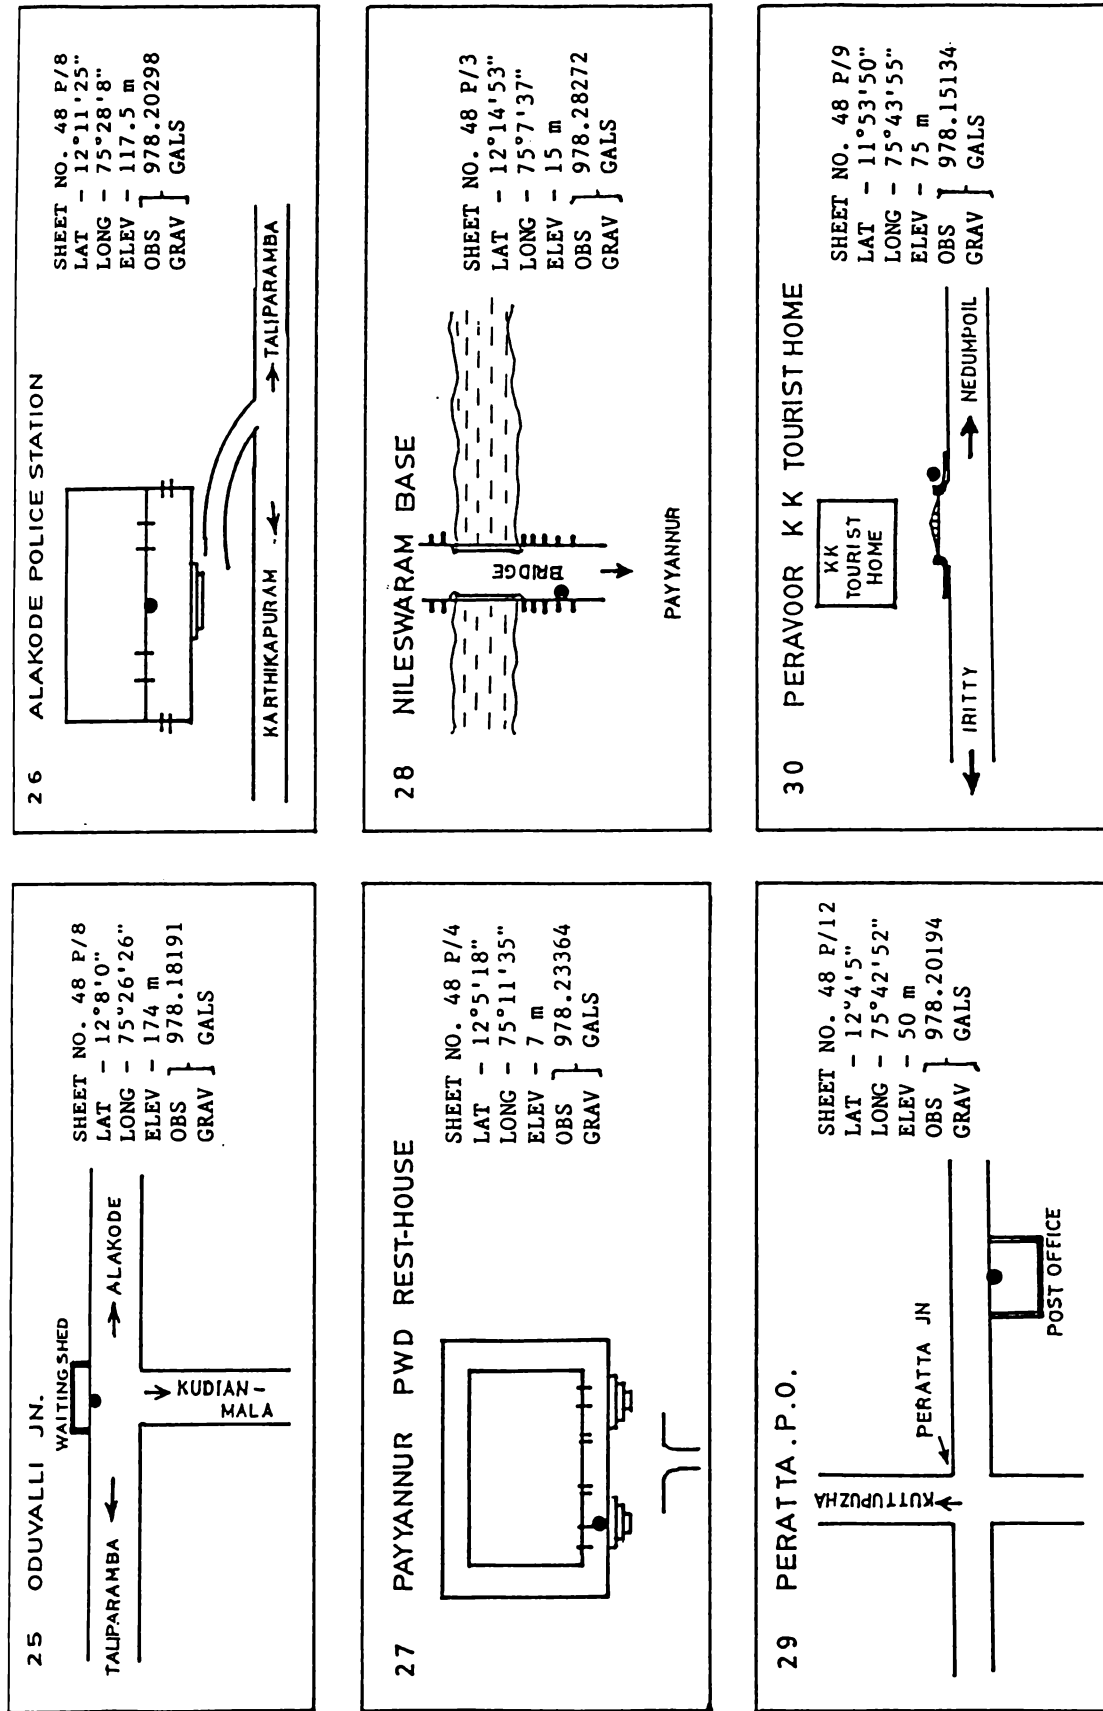 25 ODUVALLI JN.
WAITING SHED
TALIPARAMBA
ALAKODE
KUDIAN-
MALA
SHEET NO. 48 P/8
LAT - 12°8'0"
LONG - 75°26'26"
ELEV - 174 m
OBS } 978.18191
GRAV } GALS
26 ALAKODE POLICE STATION
KARTHIKAPURAM
TALIPARAMBA
SHEET NO. 48 P/8
LAT - 12°11'25"
LONG - 75°28'8"
ELEV - 117.5 m
OBS } 978.20298
GRAV } GALS
27 PAYYANNUR PWD REST-HOUSE
SHEET NO. 48 P/4
LAT - 12°5'18"
LONG - 75°11'35"
ELEV - 7 m
OBS } 978.23364
GRAV } GALS
28 NILESWARAM BASE
BRIDGE
PAYYANNUR
SHEET NO. 48 P/3
LAT - 12°14'53"
LONG - 75°7'37"
ELEV - 15 m
OBS } 978.28272
GRAV } GALS
29 PERATTA.P.O.
KUTTUPUZHA
PERATTA JN
POST OFFICE
SHEET NO. 48 P/12
LAT - 12°4'5"
LONG - 75°42'52"
ELEV - 50 m
OBS } 978.20194
GRAV } GALS
30 PERAVOOR KK TOURIST HOME
KK
TOURIST
HOME
IRITTY
NEDUMPOIL
SHEET NO. 48 P/9
LAT - 11°53'50"
LONG - 75°43'55"
ELEV - 75 m
OBS } 978.15134
GRAV } GALS